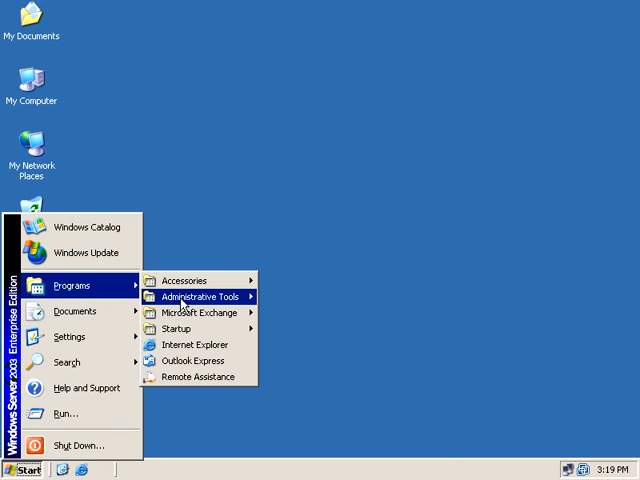 My Documents
My Computer
My Network
Places
Windows Catalog
Windows Update
Programs
Documents
Settings
Search
Help and Support
Run...
Shut Down...
Windows Server 2003 Enterprise Edition
Accessories
Administrative Tools
Microsoft Exchange
Startup
Internet Explorer
Outlook Express
Remote Assistance
Start
3:19 PM